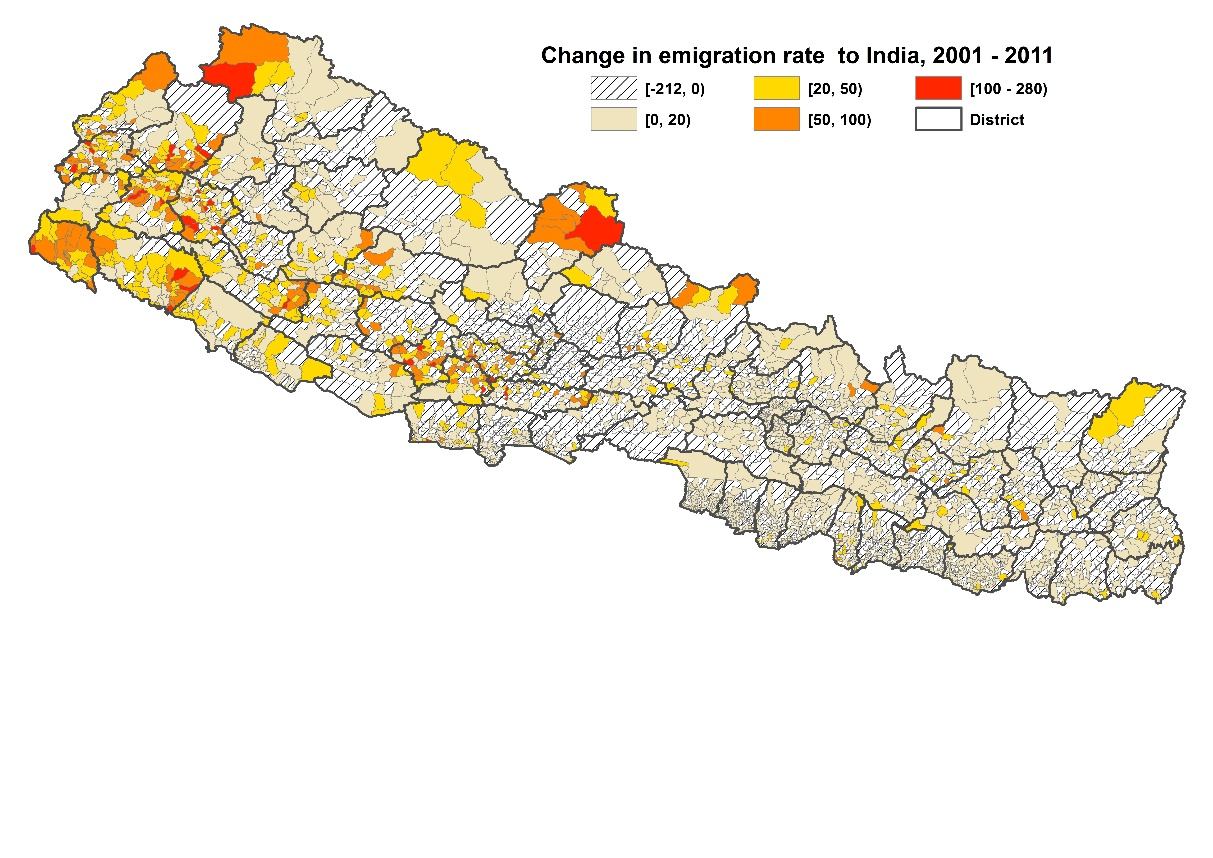 Change in emigration rate to India, 2001 - 2011
[-212, 0) [20, 50) [100 - 280)
[0, 20) [50, 100) District